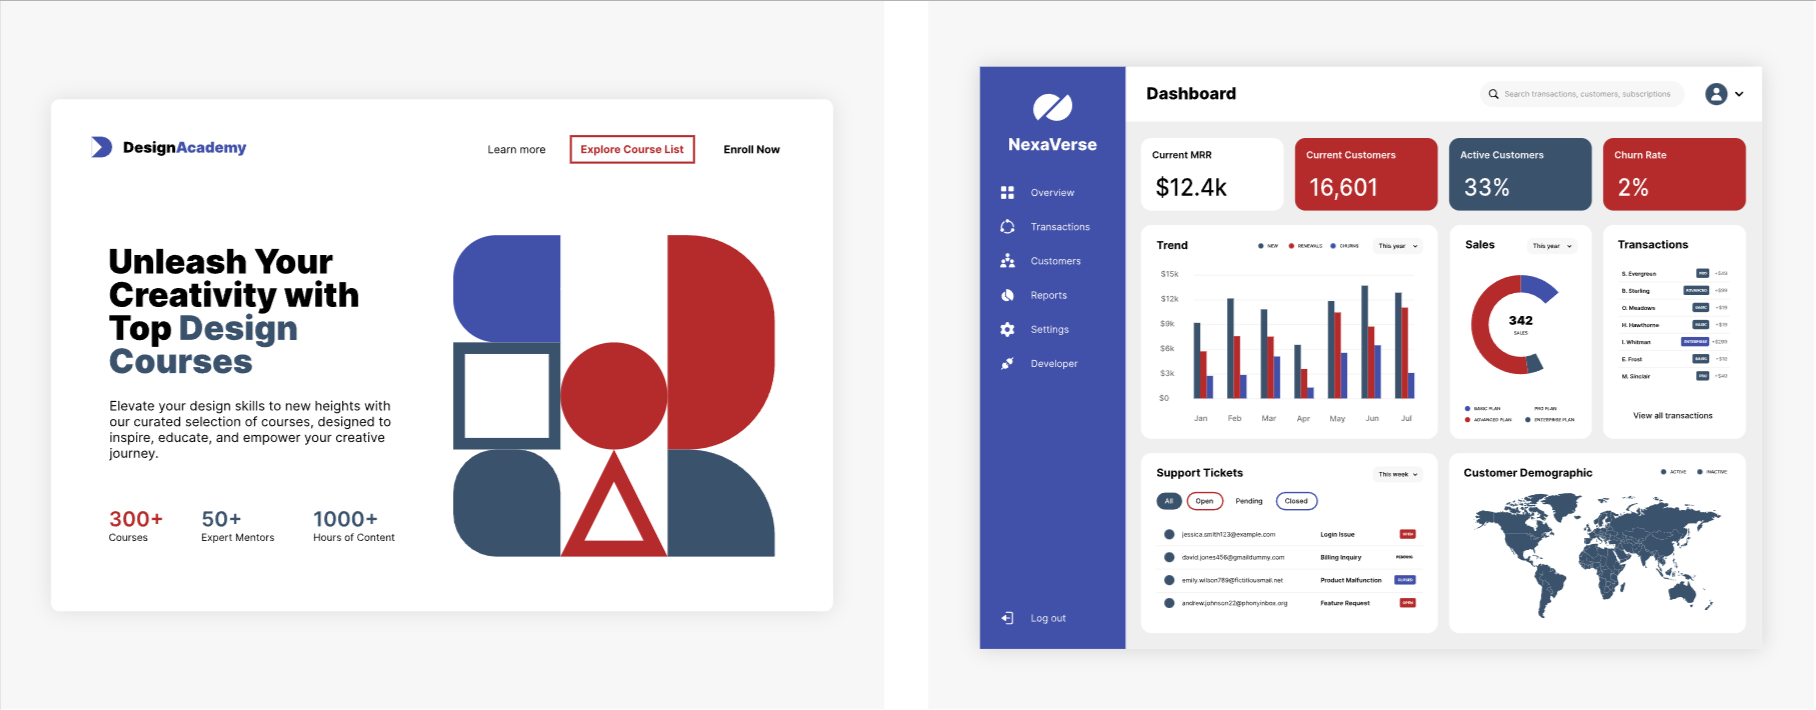 DesignAcademy
Learn more
Explore Course List
Enroll Now
Unleash Your
Creativity with
Top Design
Courses
Elevate your design skills to new heights with
our curated selection of courses, designed to
inspire, educate, and empower your creative
journey.
300+
Courses
50+
Expert Mentors
1000+
Hours of Content
NexaVerse
Overview
Transactions
Customers
Reports
Settings
Developer
Log out
Dashboard
Search transactions, customers, subscriptions
Current MRR
$12.4k
Current Customers
16,601
Active Customers
33%
Churn Rate
2%
Trend
NEW
RENEWALS
CHURNS
This year
$15k
$12k
$9k
$6k
$3k
$0
Jan
Feb
Mar
Apr
May
Jun
Jul
Sales
This year
342
SALES
BASIC PLAN
PRO PLAN
ADVANCED PLAN
ENTERPRISE PLAN
Transactions
S. Evergreen PRO +$49
B. Sterling ADVANCED +$99
O. Meadows BASIC +$19
H. Hawthorne BASIC +$19
I. Whitman ENTERPRISE +$299
E. Frost BASIC +$19
M. Sinclair PRO +$49
View all transactions
Support Tickets
This week
All
Open
Pending
Closed
jessica.smith123@example.com Login Issue OPEN
david.jones456@gmaildummy.com Billing Inquiry PENDING
emily.wilson789@fictitiousmail.net Product Malfunction CLOSED
andrew.johnson22@phonyinbox.org Feature Request OPEN
Customer Demographic
ACTIVE
INACTIVE